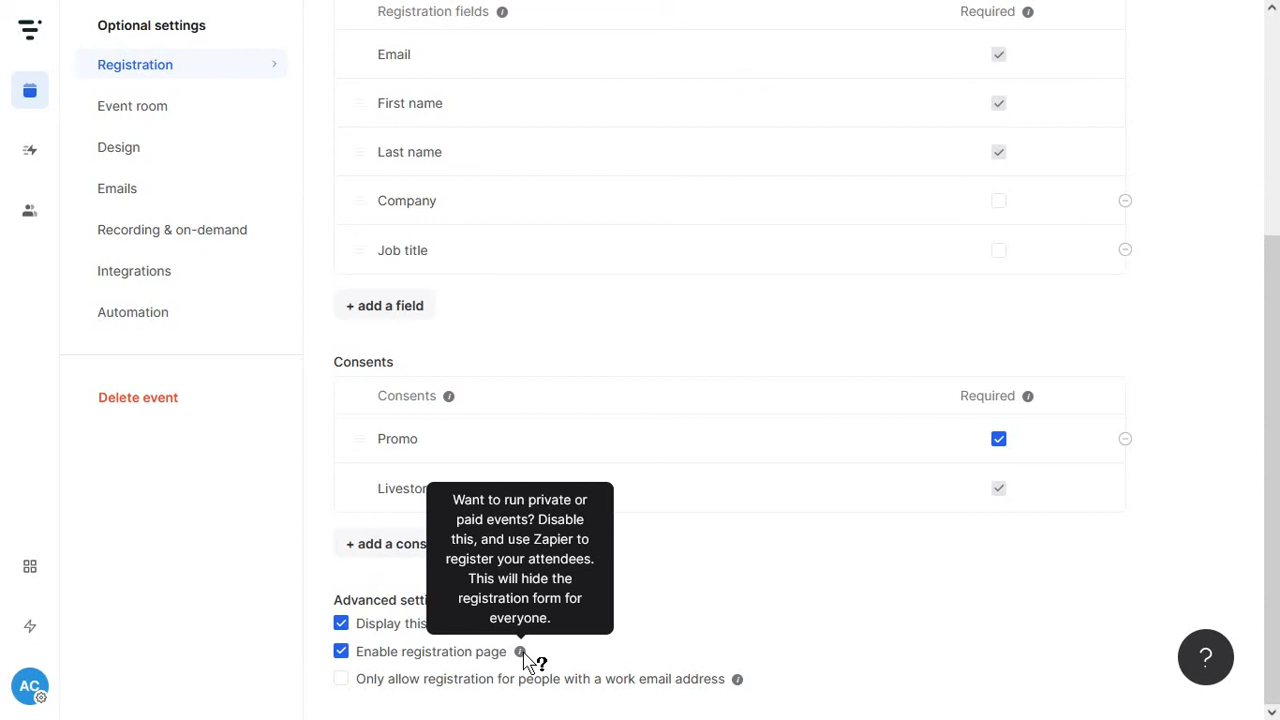 Optional settings
Registration
Event room
Design
Emails
Recording & on-demand
Integrations
Automation
Delete event
AC
Registration fields
Required
Email
First name
Last name
Company
Job title
+ add a field
Consents
Consents
Required
Promo
+ add a
Want to run private or
paid events? Disable
this, and use Zapier to
register your attendees.
This will hide the
registration form for
everyone.
Advanced
Display this
Enable registration page
Only allow registration for people with a work email address
?